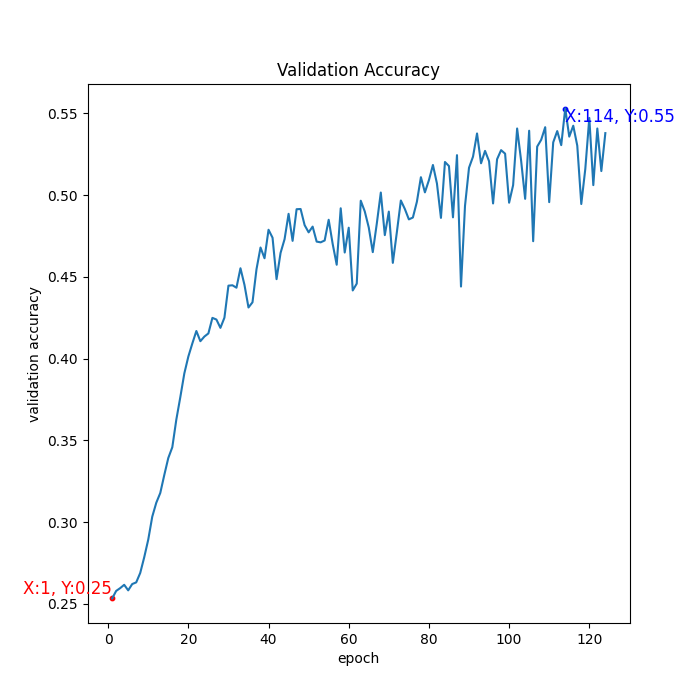 Validation Accuracy
X:114, Y:0.55
X:1, Y:0.25
validation accuracy
0.55
0.50
0.45
0.40
0.35
0.30
0.25
0 20 40 60 80 100 120
epoch